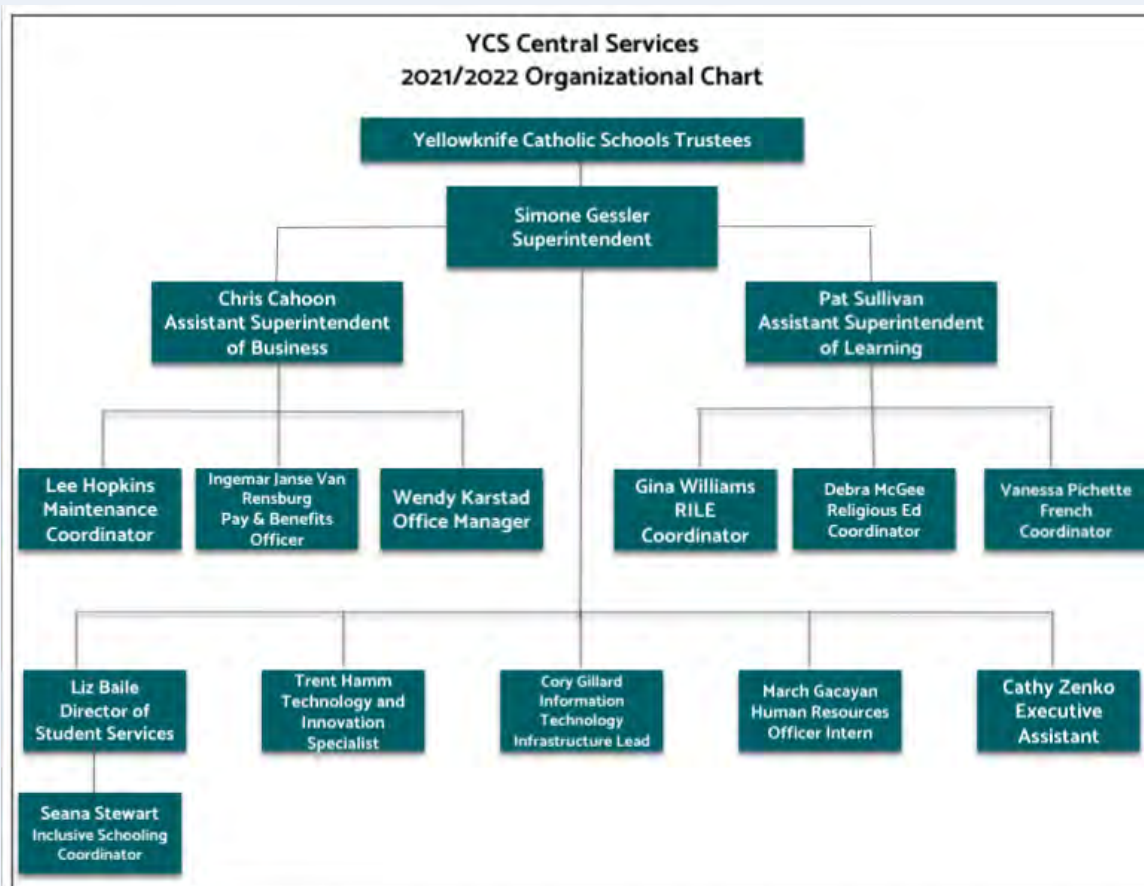 YCS Central Services
2021/2022 Organizational Chart
Yellowknife Catholic Schools Trustees
Simone Gessler
Superintendent
Chris Cahoon
Assistant Superintendent
of Business
Pat Sullivan
Assistant Superintendent
of Learning
Lee Hopkins
Maintenance
Coordinator
Ingemar Janse Van
Rensburg
Pay & Benefits
Officer
Wendy Karstad
Office Manager
Gina Williams
RILE
Coordinator
Debra McGee
Religious Ed
Coordinator
Vanessa Pichette
French
Coordinator
Liz Baile
Director of
Student Services
Trent Hamm
Technology and
Innovation
Specialist
Cory Gillard
Information
Technology
Infrastructure Lead
March Gacayan
Human Resources
Officer Intern
Cathy Zenko
Executive
Assistant
Seana Stewart
Inclusive Schooling
Coordinator